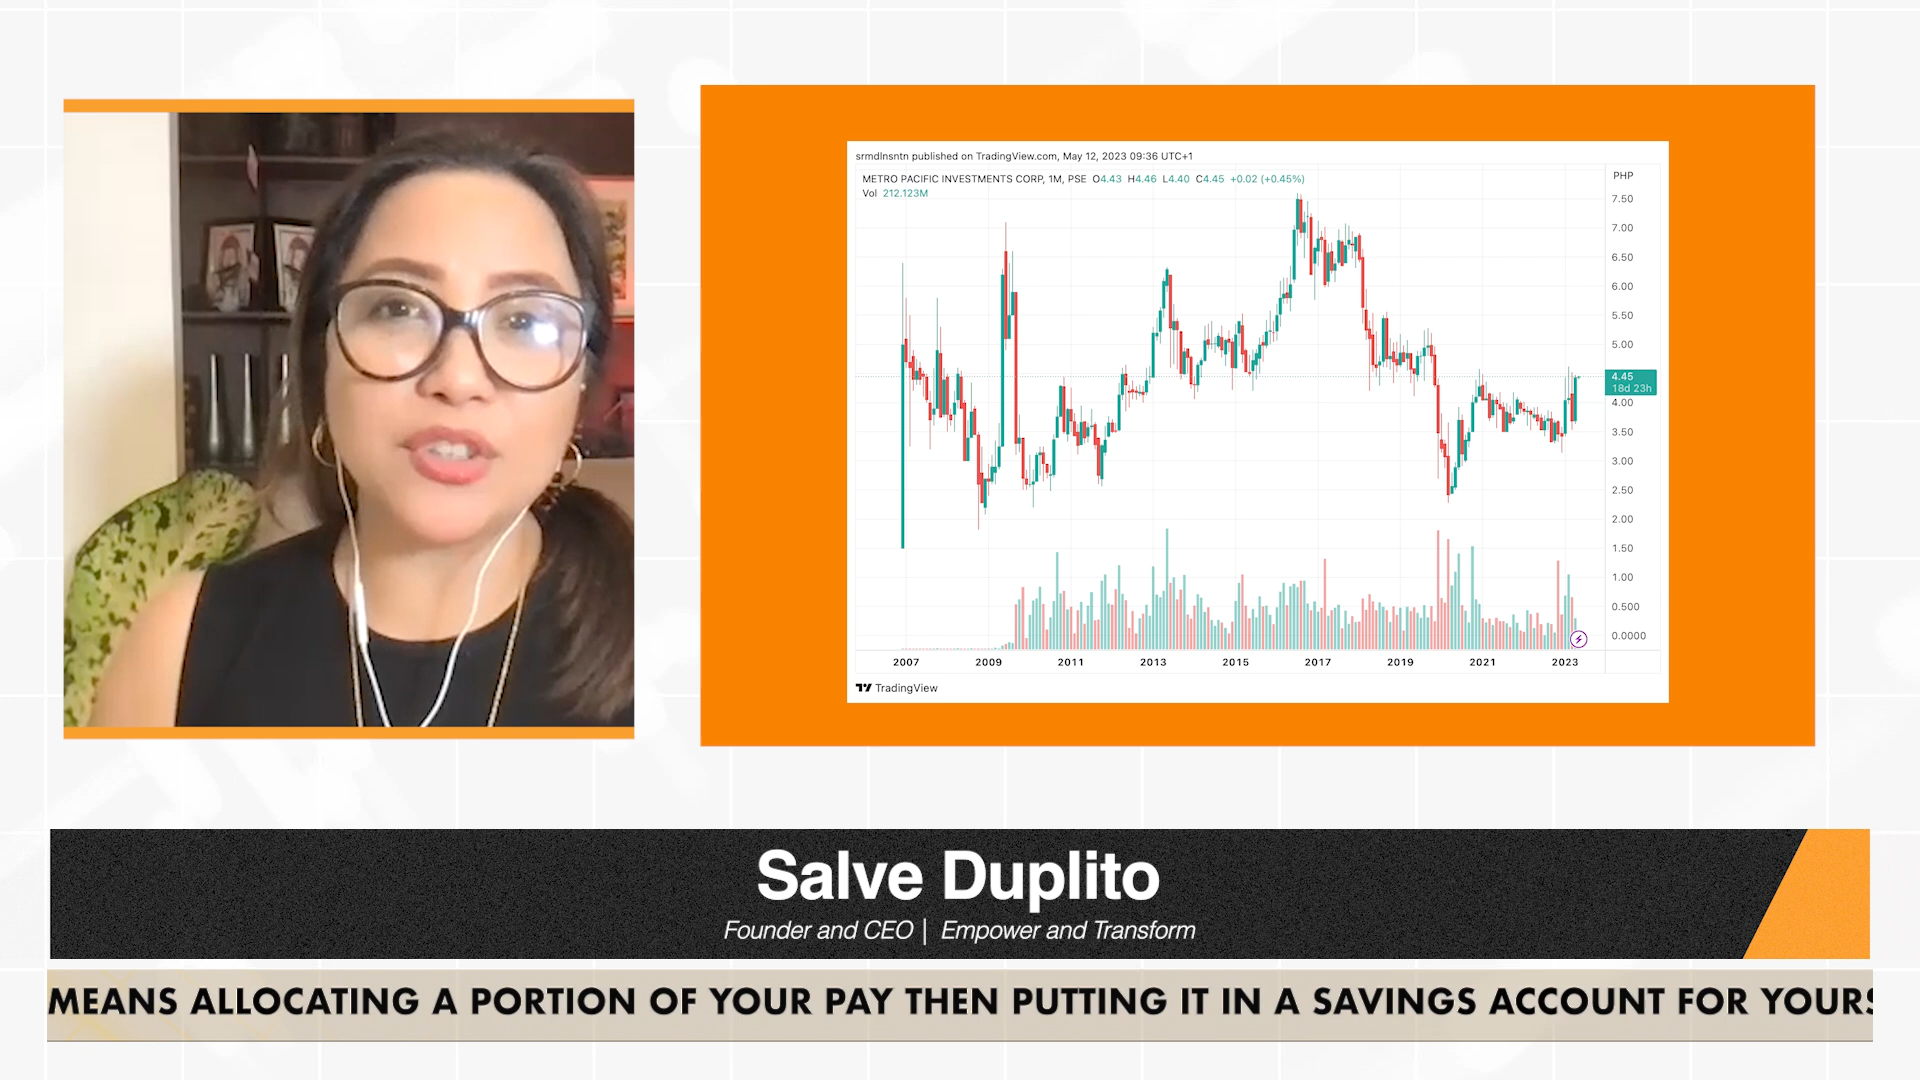 srmdlnsntn published on TradingView.com, May 12, 2023 09:36 UTC+1
METRO PACIFIC INVESTMENTS CORP, 1M, PSE O4.43 H4.46 L4.40 C4.45 +0.02 (+0.45%)
Vol 212.123M
PHP
7.50
7.00
6.50
6.00
5.50
5.00
4.45
18d 23h
4.00
3.50
3.00
2.50
2.00
1.50
1.00
0.500
0.0000
2007 2009 2011 2013 2015 2017 2019 2021 2023
TradingView
Salve Duplito
Founder and CEO | Empower and Transform
MEANS ALLOCATING A PORTION OF YOUR PAY THEN PUTTING IT IN A SAVINGS ACCOUNT FOR YOURS